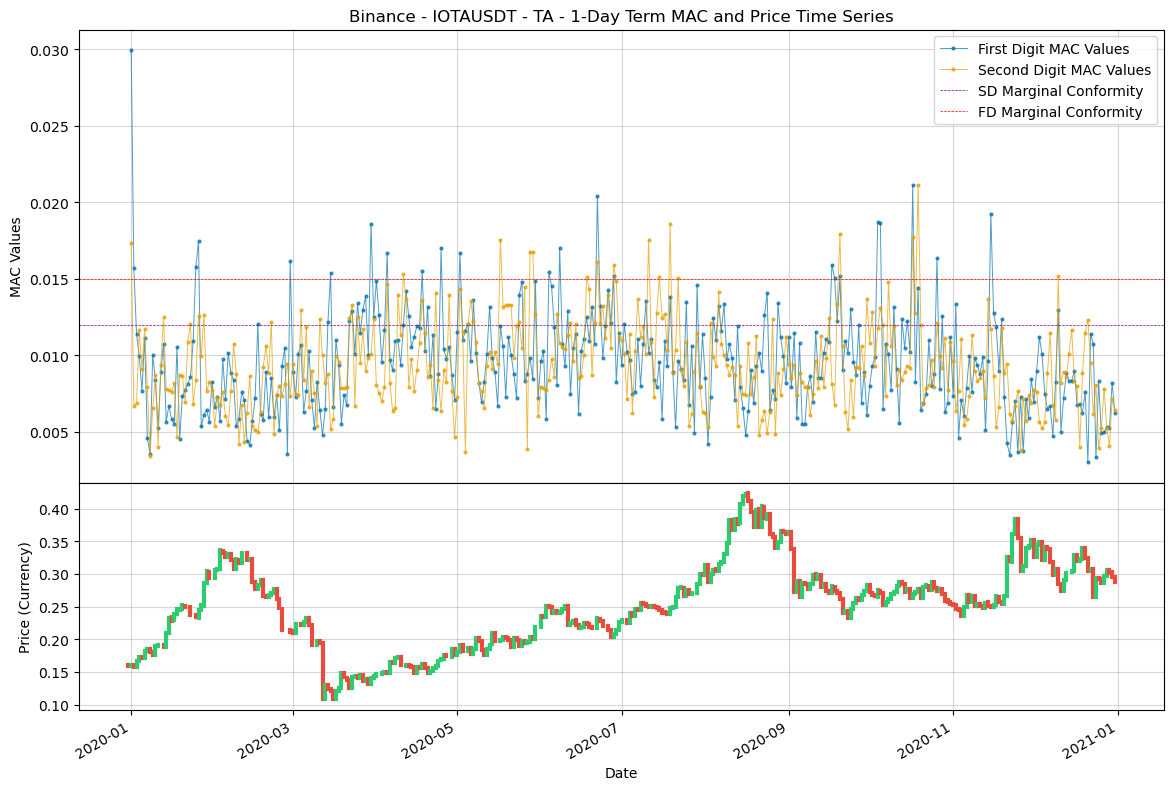 Binance - IOTAUSDT - TA - 1-Day Term MAC and Price Time Series
First Digit MAC Values
Second Digit MAC Values
SD Marginal Conformity
FD Marginal Conformity
MAC Values
0.030
0.025
0.020
0.015
0.010
0.005
Price (Currency)
0.40
0.35
0.30
0.25
0.20
0.15
0.10
2020-01
2020-03
2020-05
2020-07
2020-09
2020-11
2021-01
Date